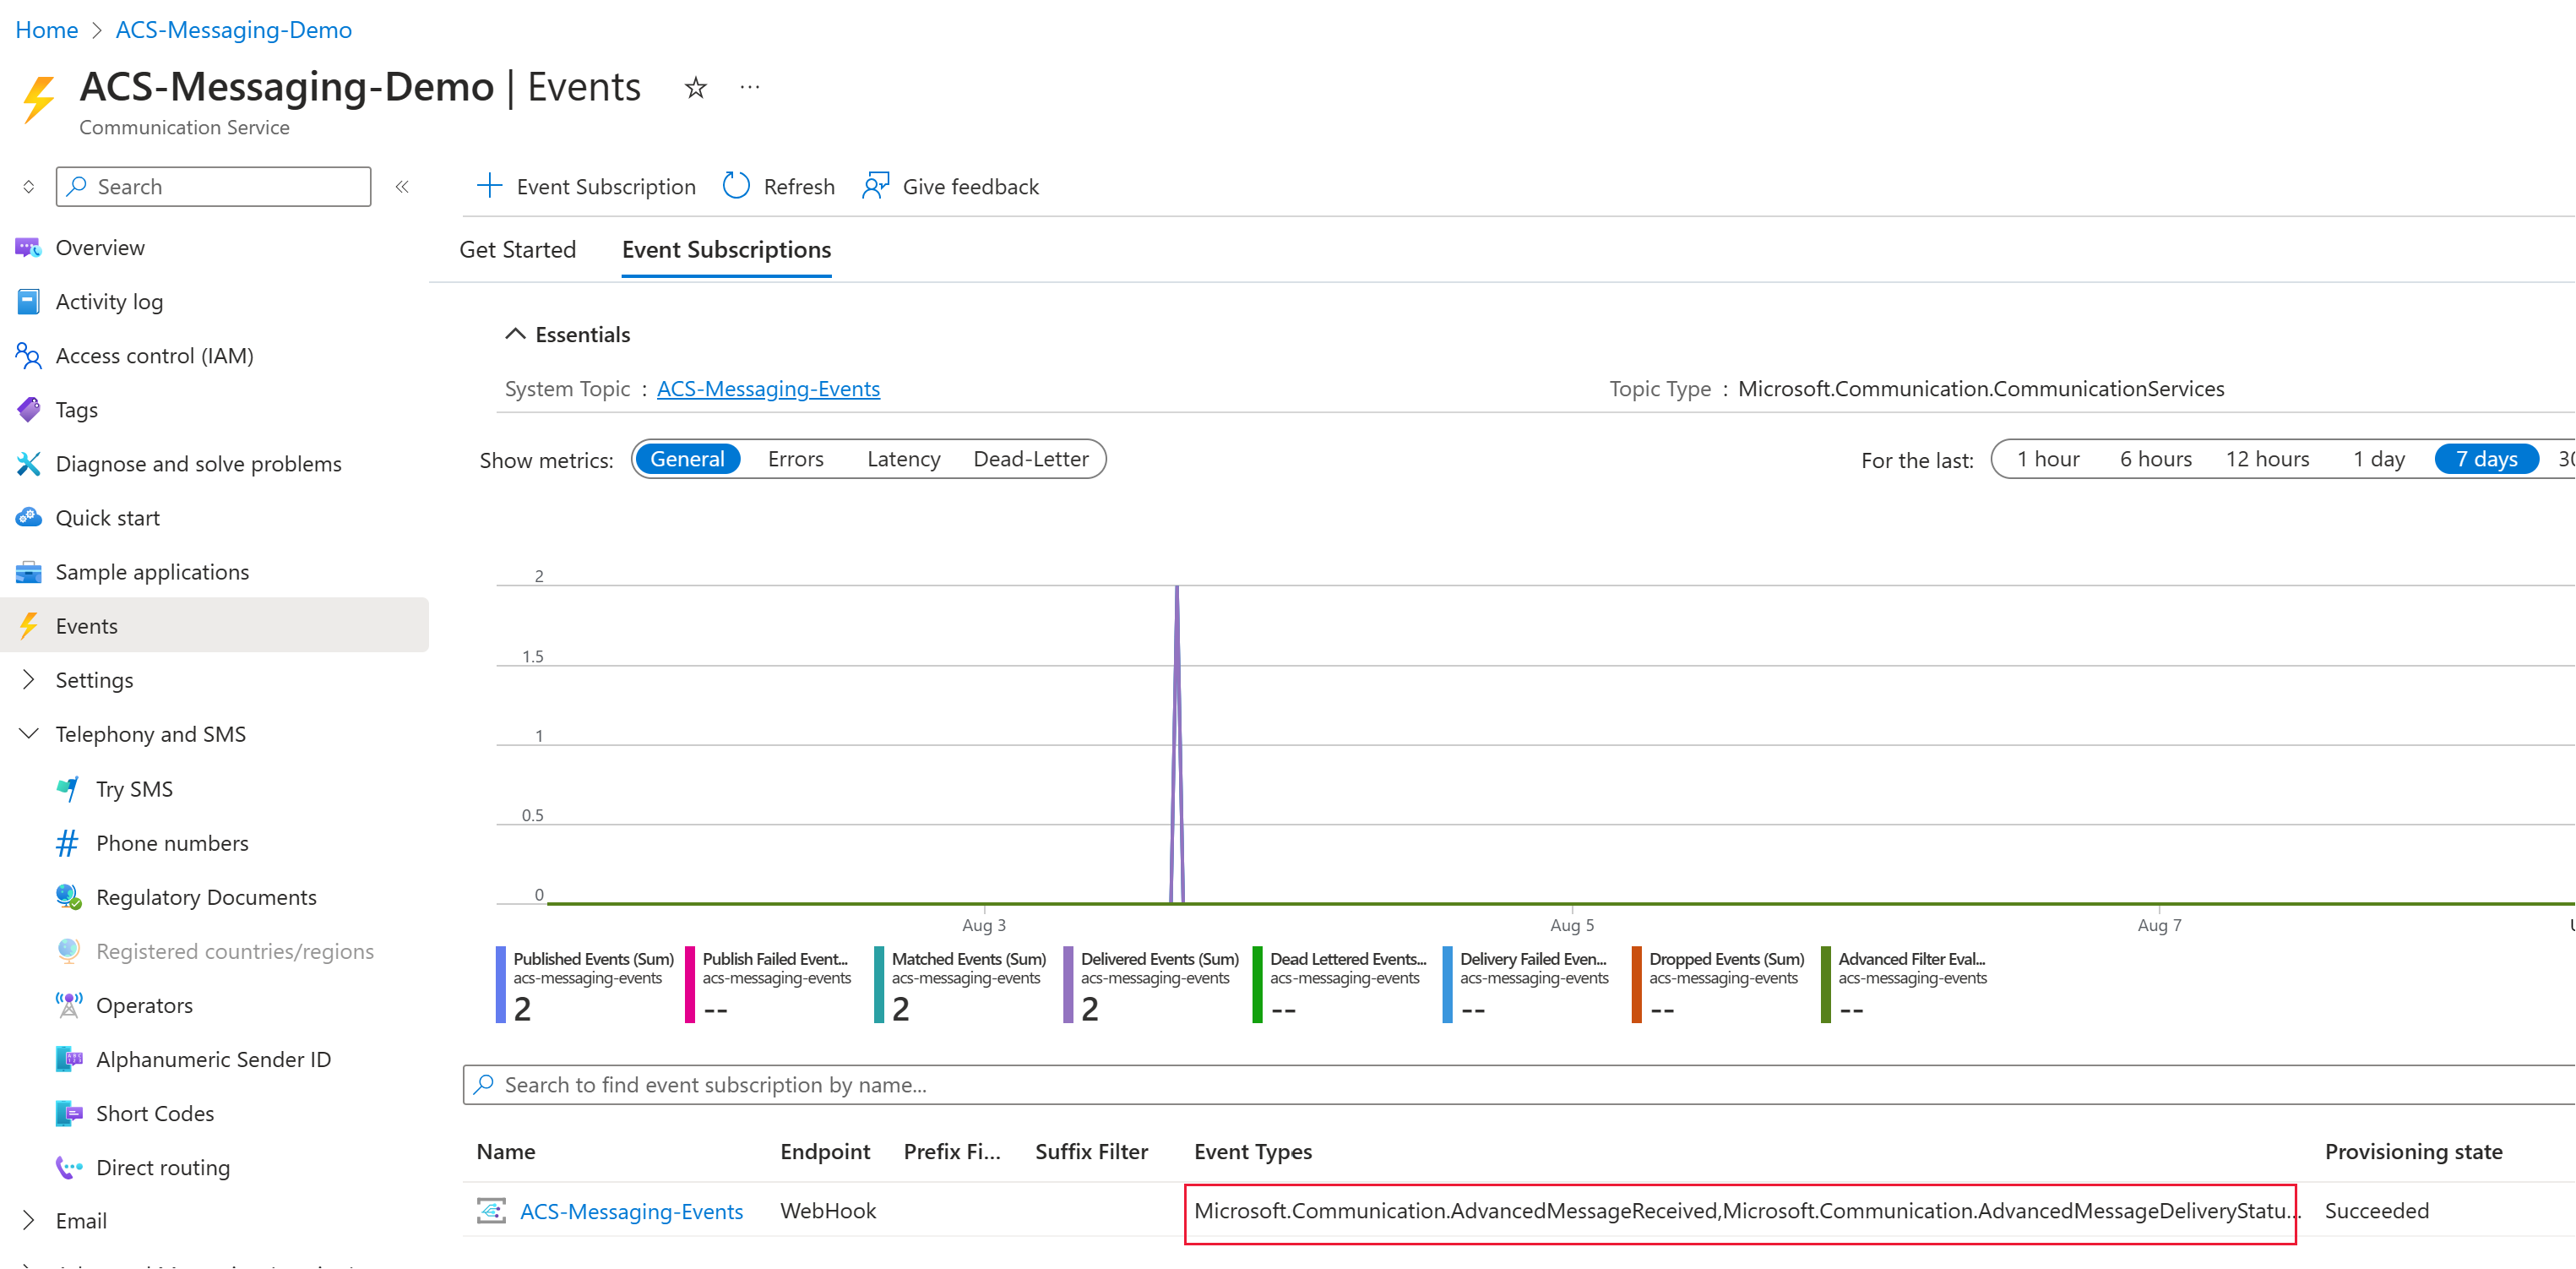 Home > ACS-Messaging-Demo
ACS-Messaging-Demo | Events
Communication Service
Search
Overview
Activity log
Access control (IAM)
Tags
Diagnose and solve problems
Quick start
Sample applications
Events
Settings
Telephony and SMS
Try SMS
Phone numbers
Regulatory Documents
Registered countries/regions
Operators
Alphanumeric Sender ID
Short Codes
Direct routing
Email
Event Subscription Refresh Give feedback
Get Started Event Subscriptions
Essentials
System Topic : ACS-Messaging-Events Topic Type : Microsoft.Communication.CommunicationServices
Show metrics: General Errors Latency Dead-Letter For the last: 1 hour 6 hours 12 hours 1 day 7 days
2
1.5
1
0.5
0
Aug 3 Aug 5 Aug 7
Published Events (Sum) Publish Failed Event... Matched Events (Sum) Delivered Events (Sum) Dead Lettered Events... Delivery Failed Even... Dropped Events (Sum) Advanced Filter Eval...
acs-messaging-events acs-messaging-events acs-messaging-events acs-messaging-events acs-messaging-events acs-messaging-events acs-messaging-events acs-messaging-events
2 -- 2 2 -- -- -- --
Search to find event subscription by name...
Name Endpoint Prefix Fi... Suffix Filter Event Types Provisioning state
ACS-Messaging-Events WebHook Microsoft.Communication.AdvancedMessageReceived,Microsoft.Communication.AdvancedMessageDeliveryStatu... Succeeded